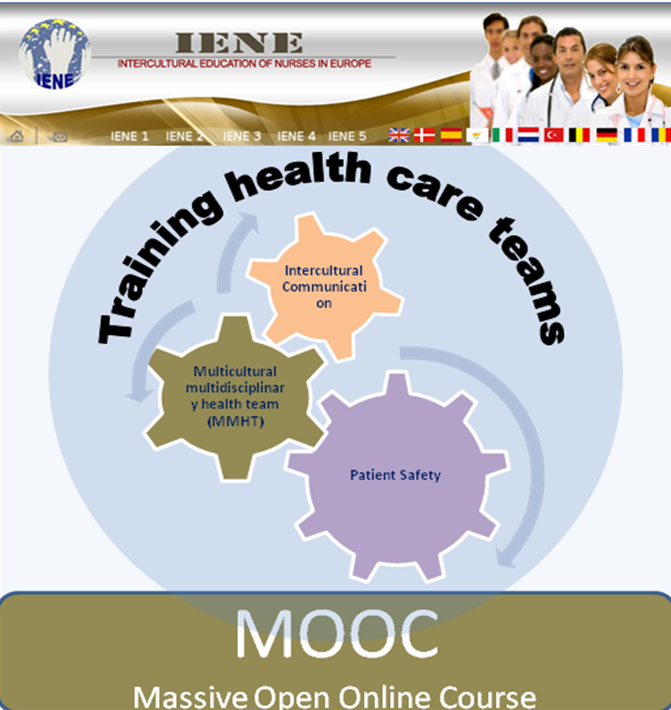 IENE
IENE
INTERCULTURAL EDUCATION OF NURSES IN EUROPE
IENE 1 IENE 2 IENE 3 IENE 4 IENE 5
Training health care teams
Intercultural
Communicati
on
Multicultural
multidisciplinar
y health team
(MMHT)
Patient Safety
MOOC
Massive Open Online Course